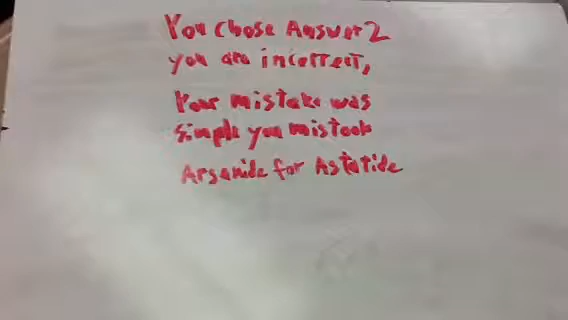 You chose Answer 2
you are incorrect,
Your mistake was
simple you mistook
Arsenide for Astatide